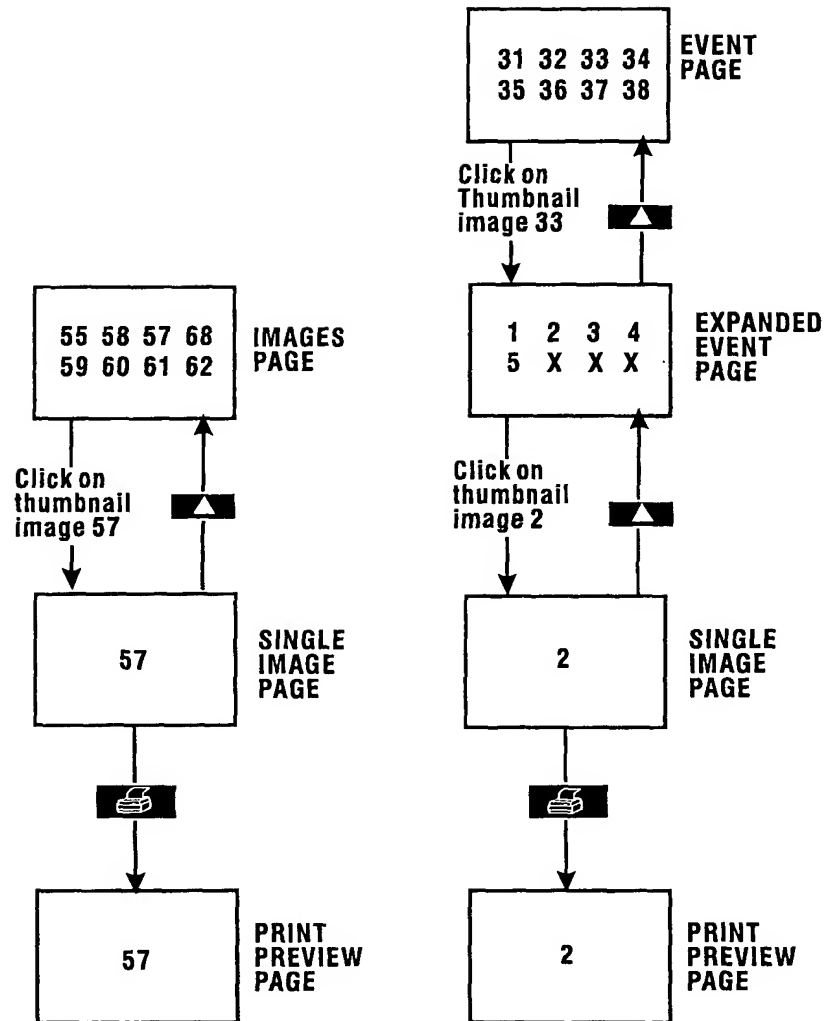 55 58 57 68
59 60 61 62
IMAGES
PAGE
Click on
thumbnail
image 57
57
SINGLE
IMAGE
PAGE
57
PRINT
PREVIEW
PAGE
31 32 33 34
35 36 37 38
EVENT
PAGE
Click on
Thumbnail
image 33
1 2 3 4
5 X X X
EXPANDED
EVENT
PAGE
Click on
thumbnail
image 2
2
SINGLE
IMAGE
PAGE
2
PRINT
PREVIEW
PAGE